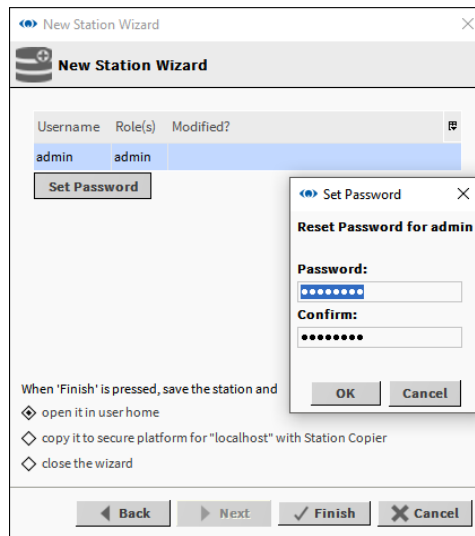 New Station Wizard
New Station Wizard
Username Role(s) Modified?
admin admin
Set Password
Set Password
Reset Password for admin
Password:
Confirm:
OK Cancel
When 'Finish' is pressed, save the station and
open it in user home
copy it to secure platform for "localhost" with Station Copier
close the wizard
Back Next Finish Cancel